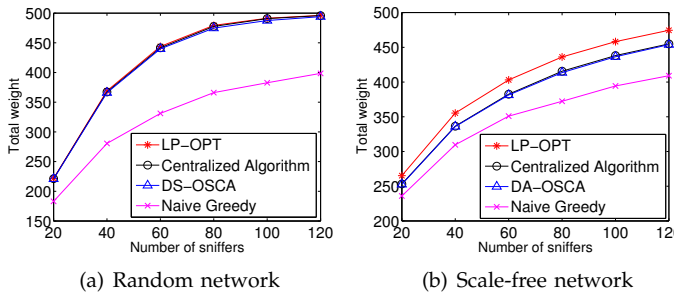 500
450
400
350
300
250
200
150
Total weight
LP-OPT
Centralized Algorithm
DS-OSCA
Naive Greedy
20 40 60 80 100 120
Number of sniffers
(a) Random network
500
450
400
350
300
250
200
Total weight
LP-OPT
Centralized Algorithm
DA-OSCA
Naive Greedy
20 40 60 80 100 120
Number of sniffers
(b) Scale-free network